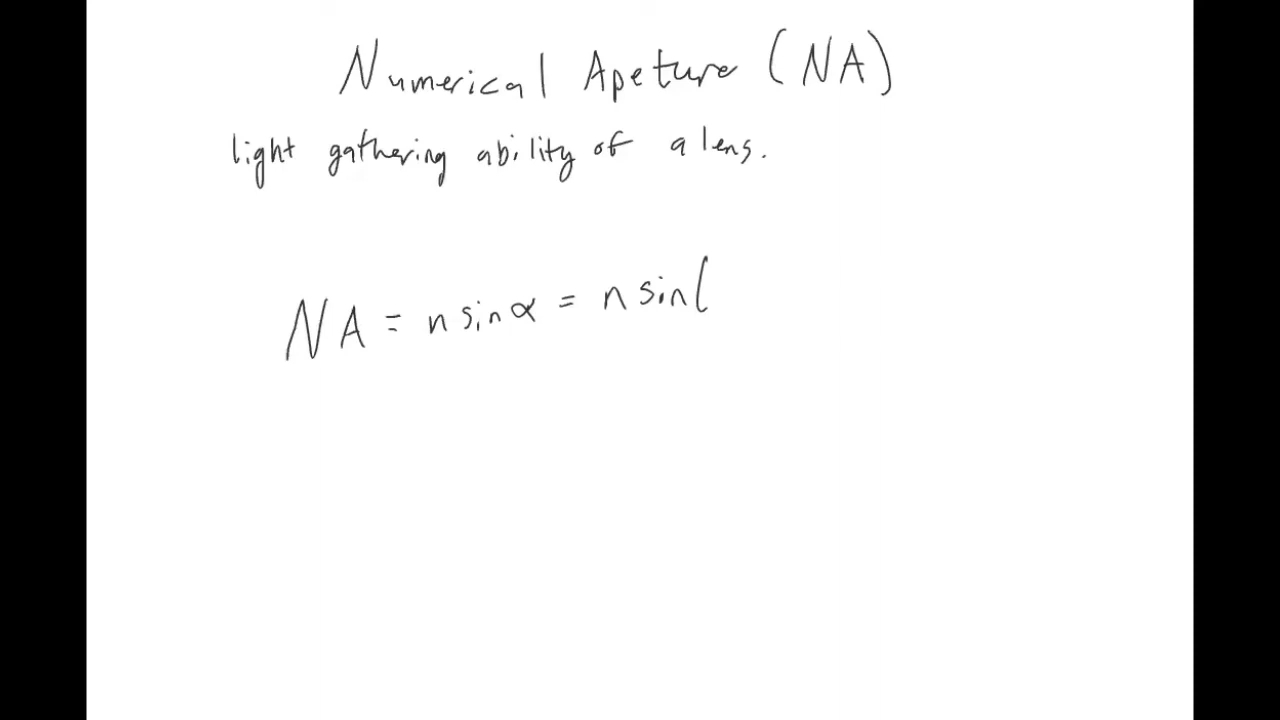 Numerical Apeture (NA)
light gathering ability of a lens.
NA = n sin α = n sin(